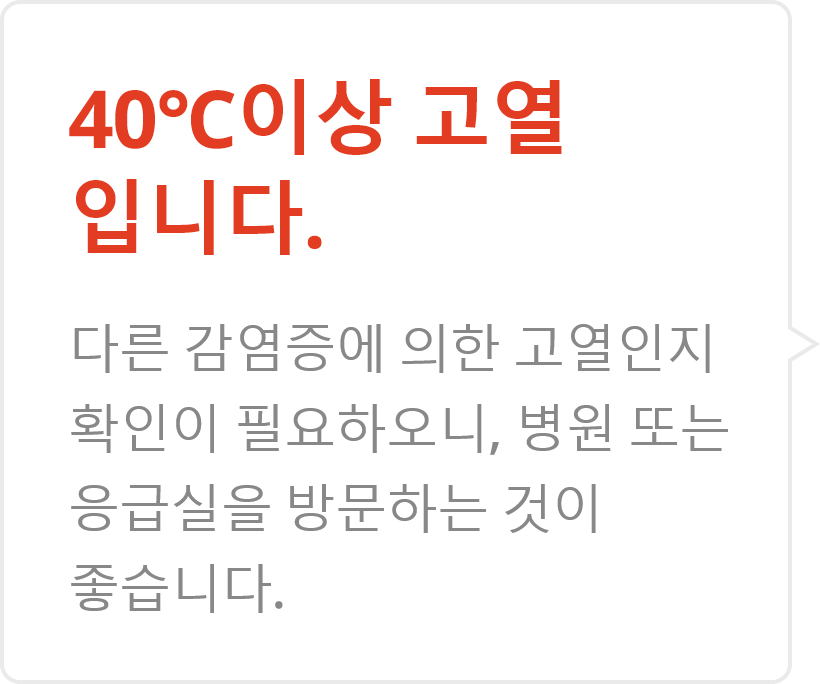 40℃이상 고열
입니다.
다른 감염증에 의한 고열인지
확인이 필요하오니, 병원 또는
응급실을 방문하는 것이
좋습니다.